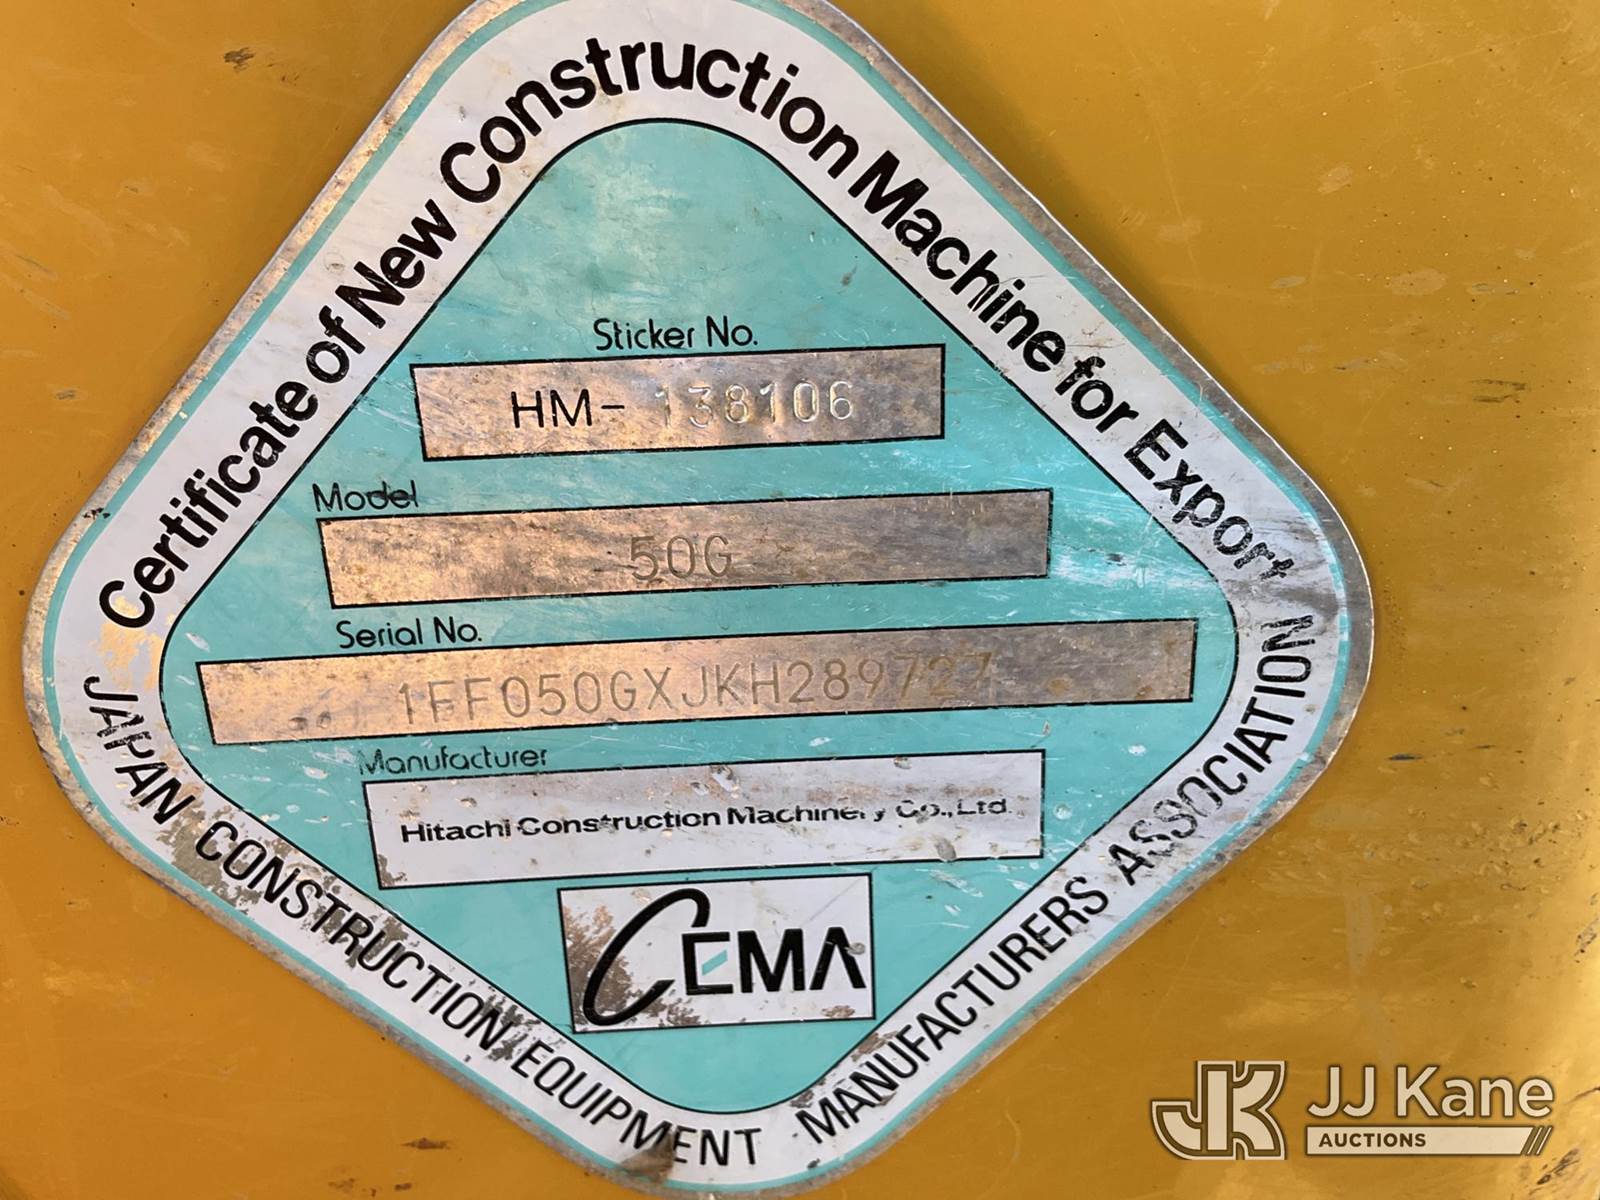 Certificate of New Construction Machine for Export
Sticker No.
HM- 138106
Model
50G
Serial No.
1FF050GXJKH289727
Manufacturer
Hitachi Construction Machinery Co., Ltd.
CEMA
JAPAN CONSTRUCTION EQUIPMENT MANUFACTURERS ASSOCIATION
JK JJ Kane
AUCTIONS